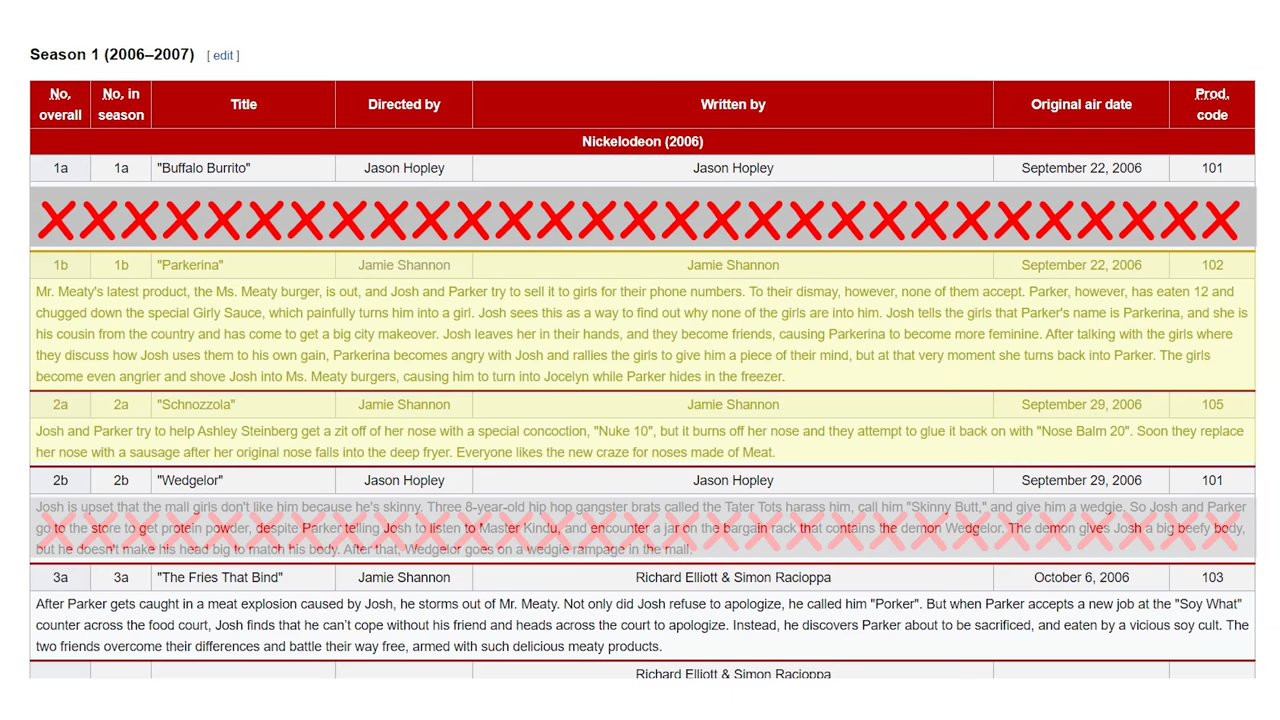 Season 1 (2006–2007) [ edit ]
No. overall No. in season Title Directed by Written by Original air date Prod. code
Nickelodeon (2006)
1a 1a "Buffalo Burrito" Jason Hopley Jason Hopley September 22, 2006 101
1b 1b "Parkerina" Jamie Shannon Jamie Shannon September 22, 2006 102
Mr. Meaty's latest product, the Ms. Meaty burger, is out, and Josh and Parker try to sell it to girls for their phone numbers. To their dismay, however, none of them accept. Parker, however, has eaten 12 and
chugged down the special Girly Sauce, which painfully turns him into a girl. Josh sees this as a way to find out why none of the girls are into him. Josh tells the girls that Parker's name is Parkerina, and she is
his cousin from the country and has come to get a big city makeover. Josh leaves her in their hands, and they become friends, causing Parkerina to become more feminine. After talking with the girls where
they discuss how Josh uses them to his own gain, Parkerina becomes angry with Josh and rallies the girls to give him a piece of their mind, but at that very moment she turns back into Parker. The girls
become even angrier and shove Josh into Ms. Meaty burgers, causing him to turn into Jocelyn while Parker hides in the freezer.
2a 2a "Schnozzola" Jamie Shannon Jamie Shannon September 29, 2006 105
Josh and Parker try to help Ashley Steinberg get a zit off of her nose with a special concoction, "Nuke 10", but it burns off her nose and they attempt to glue it back on with "Nose Balm 20". Soon they replace
her nose with a sausage after her original nose falls into the deep fryer. Everyone likes the new craze for noses made of Meat.
2b 2b "Wedgelor" Jason Hopley Jason Hopley September 29, 2006 101
Josh is upset that the mall girls don't like him because he's skinny. Three 8-year-old hip hop gangster brats called the Tater Tots harass him, call him "Skinny Butt," and give him a wedgie. So Josh and Parker
go to the store to get protein powder, despite Parker telling Josh to listen to Master Kindu, and encounter a jar on the bargain rack that contains the demon Wedgelor. The demon gives Josh a big beefy body,
but he doesn't make his head big to match his body. After that, Wedgelor goes on a wedgie rampage in the mall.
3a 3a "The Fries That Bind" Jamie Shannon Richard Elliott & Simon Racioppa October 6, 2006 103
After Parker gets caught in a meat explosion caused by Josh, he storms out of Mr. Meaty. Not only did Josh refuse to apologize, he called him "Porker". But when Parker accepts a new job at the "Soy What"
counter across the food court, Josh finds that he can't cope without his friend and heads across the court to apologize. Instead, he discovers Parker about to be sacrificed, and eaten by a vicious soy cult. The
two friends overcome their differences and battle their way free, armed with such delicious meaty products.
Richard Elliott & Simon Racioppa